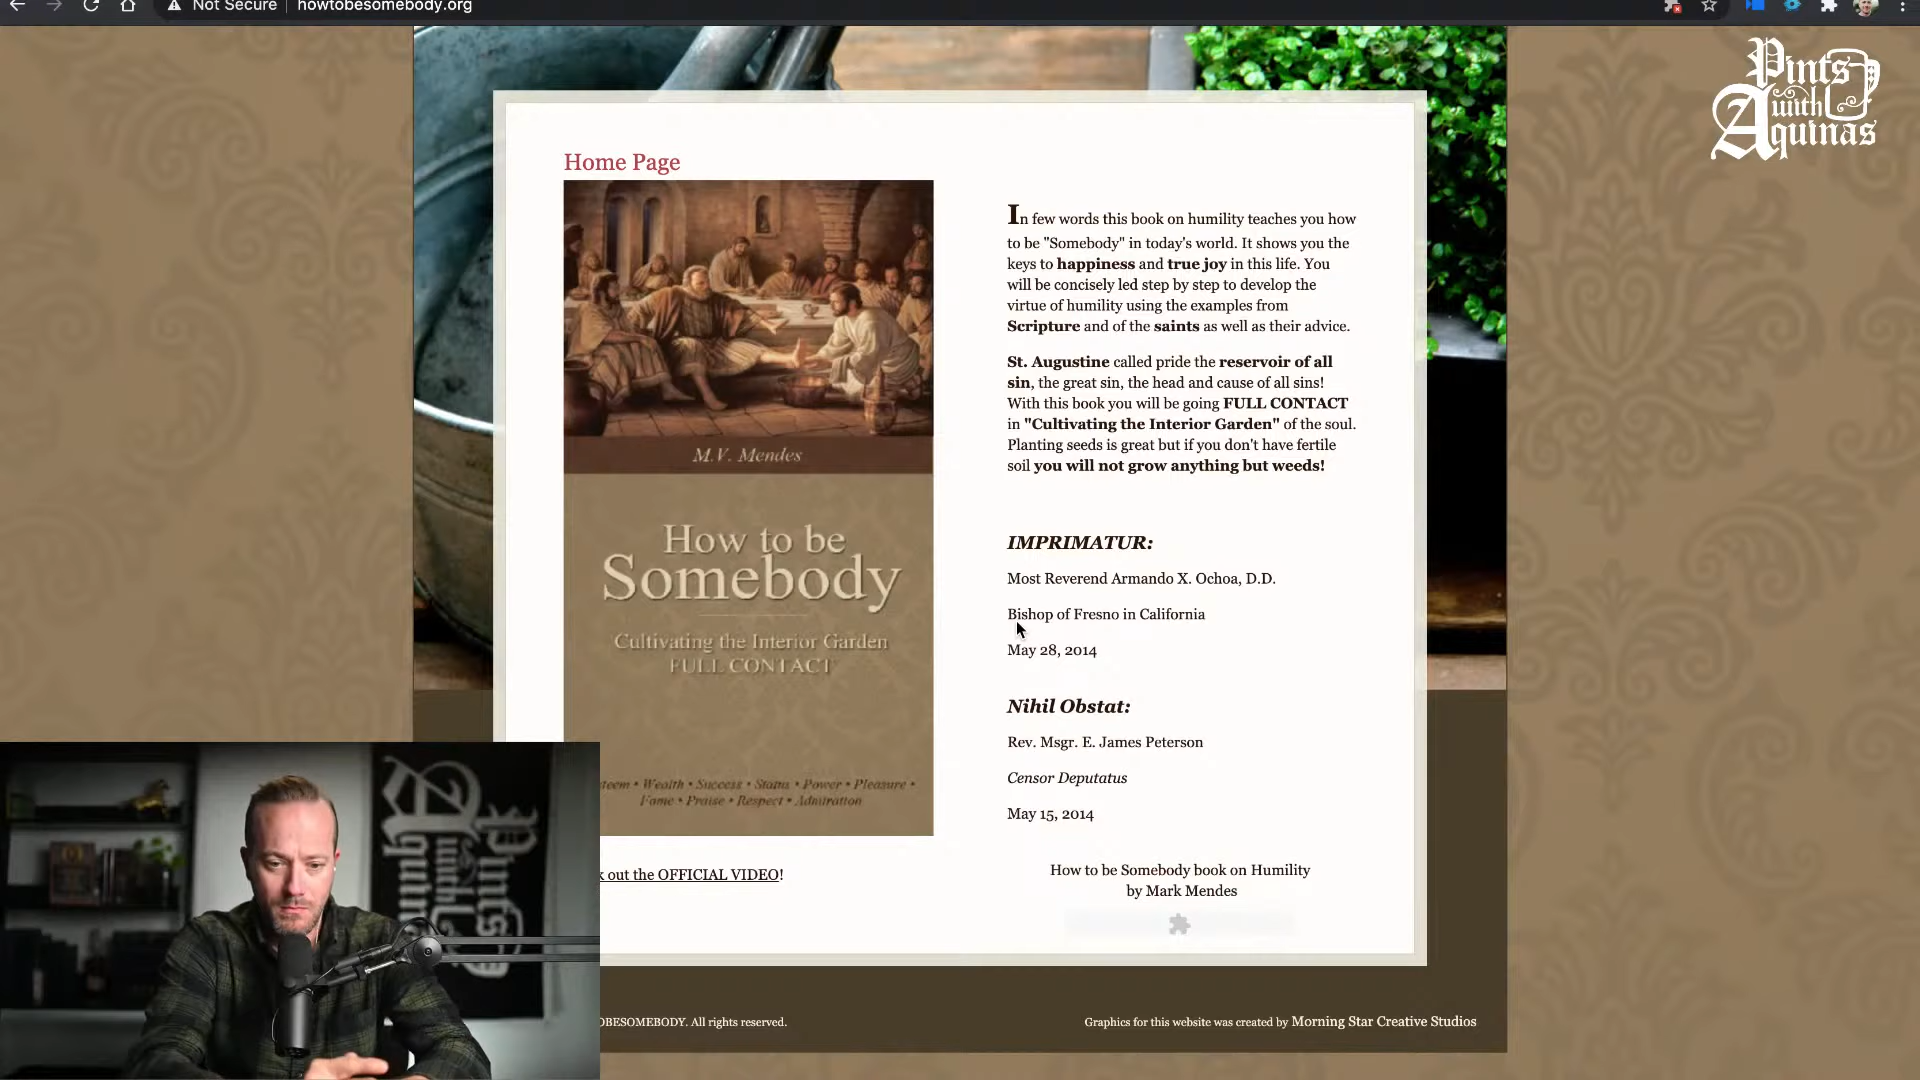 Not Secure
howtobesomebody.org
Pints
with
Aquinas
Home Page
In few words this book on humility teaches you how
to be "Somebody" in today's world. It shows you the
keys to happiness and true joy in this life. You
will be concisely led step by step to develop the
virtue of humility using the examples from
Scripture and of the saints as well as their advice.
St. Augustine called pride the reservoir of all
sin, the great sin, the head and cause of all sins!
With this book you will be going FULL CONTACT
in "Cultivating the Interior Garden" of the soul.
Planting seeds is great but if you don't have fertile
soil you will not grow anything but weeds!
M.V. Mendes
How to be
Somebody
Cultivating the Interior Garden
FULL CONTACT
• Wealth • Success • Status • Power • Pleasure •
Fame • Praise • Respect • Admiration
IMPRIMATUR:
Most Reverend Armando X. Ochoa, D.D.
Bishop of Fresno in California
May 28, 2014
Nihil Obstat:
Rev. Msgr. E. James Peterson
Censor Deputatus
May 15, 2014
out the OFFICIAL VIDEO!
How to be Somebody book on Humility
by Mark Mendes
OBESOMEBODY. All rights reserved.
Graphics for this website was created by Morning Star Creative Studios